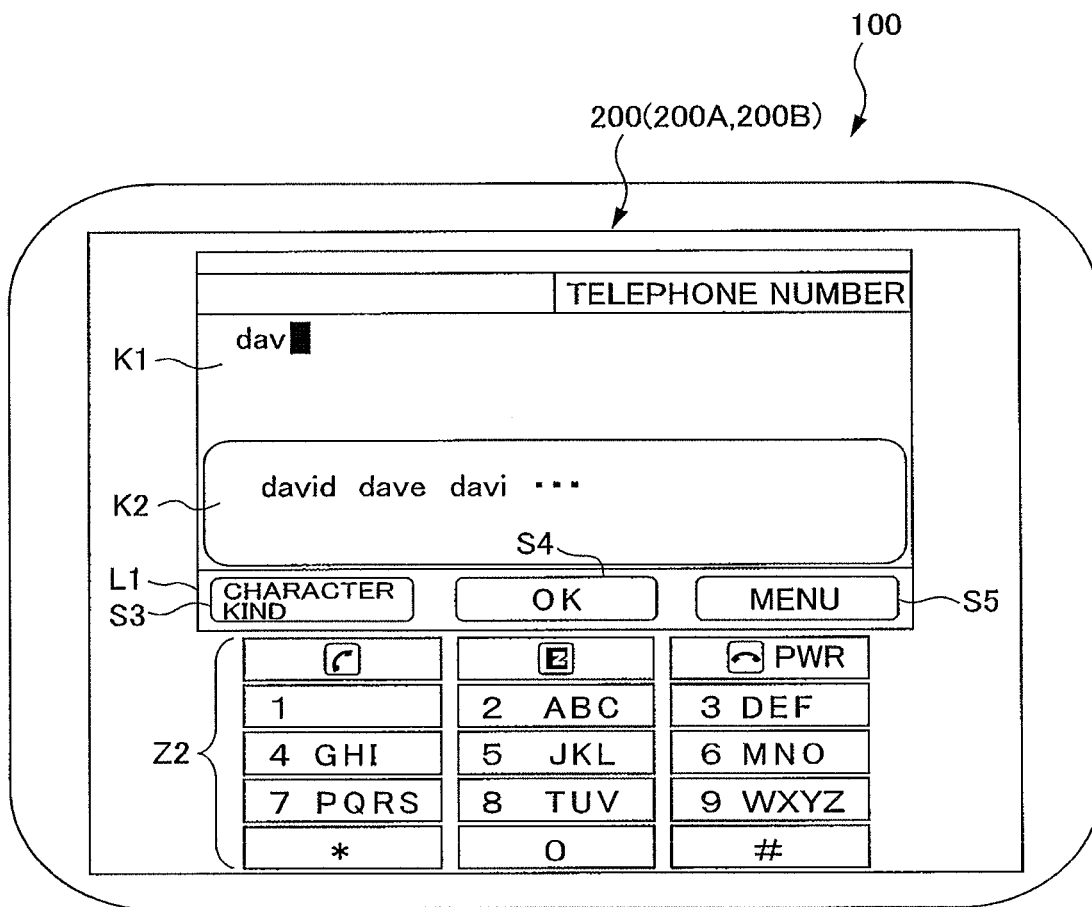 100
200(200A,200B)
TELEPHONE NUMBER
dav
K1
david dave davi ･･･
K2
S4
L1
S3
CHARACTER
KIND
OK
MENU
S5
PWR
1
2 ABC
3 DEF
Z2
4 GHI
5 JKL
6 MNO
7 PQRS
8 TUV
9 WXYZ
*
0
#